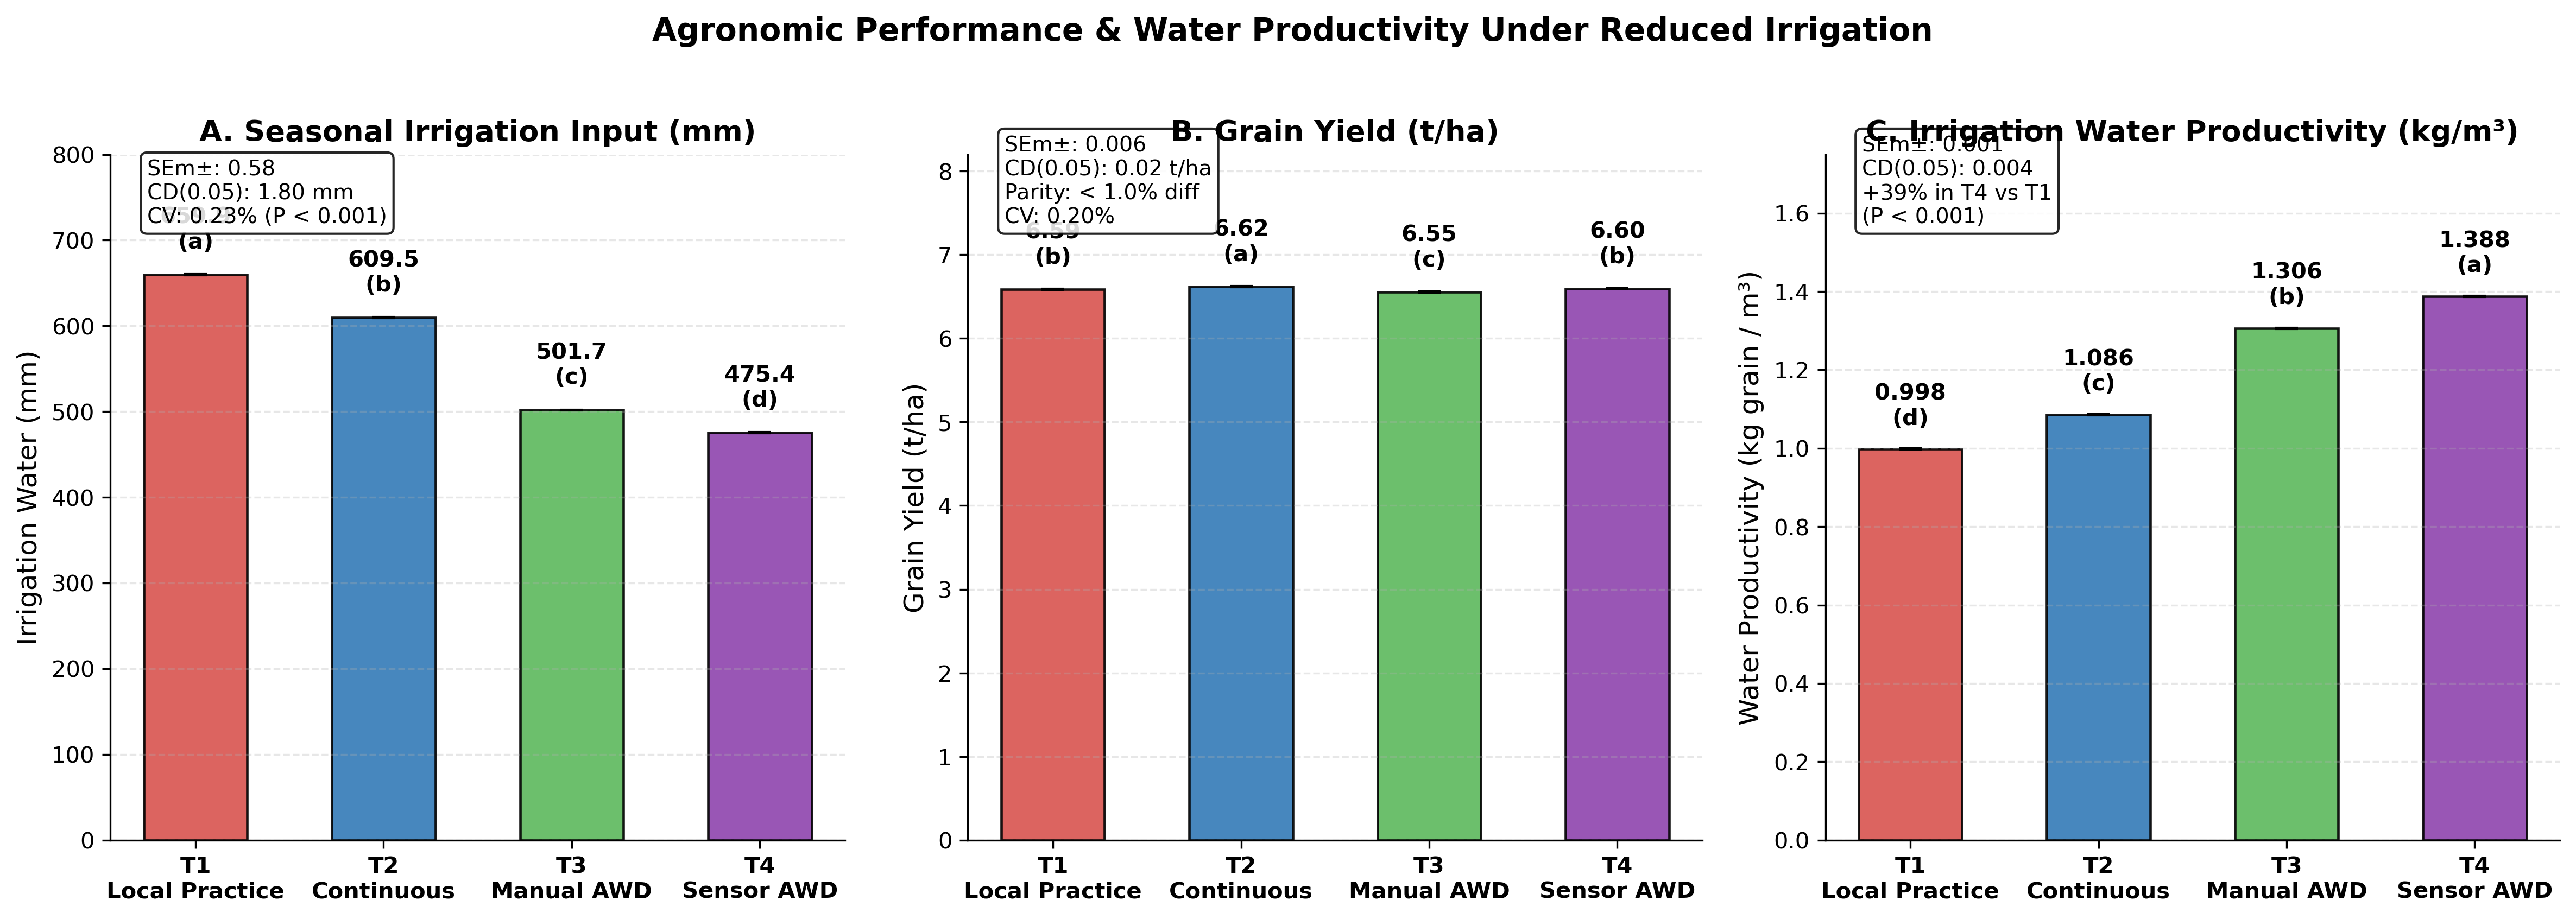 Agronomic Performance & Water Productivity Under Reduced Irrigation
A. Seasonal Irrigation Input (mm)
SEm±: 0.58
CD(0.05): 1.80 mm
CV: 0.23% (P < 0.001)
(a)
609.5
(b)
501.7
(c)
475.4
(d)
Irrigation Water (mm)
800
700
600
500
400
300
200
100
0
T1
Local Practice
T2
Continuous
T3
Manual AWD
T4
Sensor AWD
B. Grain Yield (t/ha)
SEm±: 0.006
CD(0.05): 0.02 t/ha
Parity: < 1.0% diff
CV: 0.20%
6.59
(b)
6.62
(a)
6.55
(c)
6.60
(b)
Grain Yield (t/ha)
8
7
6
5
4
3
2
1
0
T1
Local Practice
T2
Continuous
T3
Manual AWD
T4
Sensor AWD
C. Irrigation Water Productivity (kg/m³)
SEm±: 0.001
CD(0.05): 0.004
+39% in T4 vs T1
(P < 0.001)
0.998
(d)
1.086
(c)
1.306
(b)
1.388
(a)
Water Productivity (kg grain / m³)
1.6
1.4
1.2
1.0
0.8
0.6
0.4
0.2
0.0
T1
Local Practice
T2
Continuous
T3
Manual AWD
T4
Sensor AWD